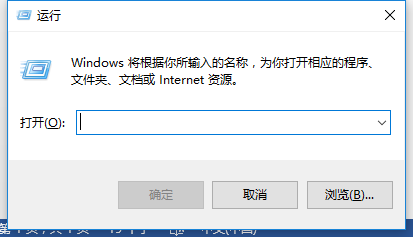 运行
Windows 将根据你所输入的名称，为你打开相应的程序、
文件夹、文档或 Internet 资源。
打开(O):
确定 取消 浏览(B)...